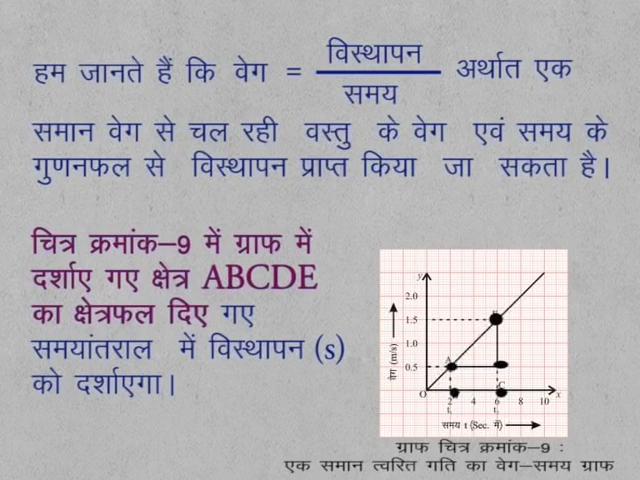 हम जानते हैं कि वेग = विस्थापन / समय अर्थात एक
समान वेग से चल रही वस्तु के वेग एवं समय के
गुणनफल से विस्थापन प्राप्त किया जा सकता है।
चित्र क्रमांक-9 में ग्राफ में
दर्शाए गए क्षेत्र ABCDE
का क्षेत्रफल दिए गए
समयांतराल में विस्थापन (s)
को दर्शाएगा।
y
2.0
1.5
1.0
0.5
वेग (m/s)
A
C
O 2 4 6 8 10 x
समय t (Sec. में)
ग्राफ चित्र क्रमांक-9 :
एक समान त्वरित गति का वेग-समय ग्राफ